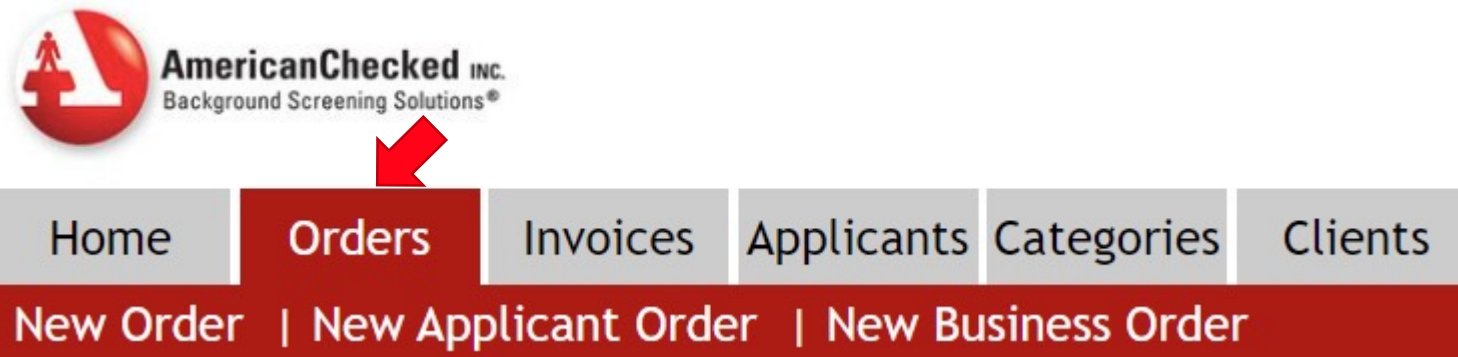 AmericanChecked INC.
Background Screening Solutions®
Home Orders Invoices Applicants Categories Clients
New Order | New Applicant Order | New Business Order